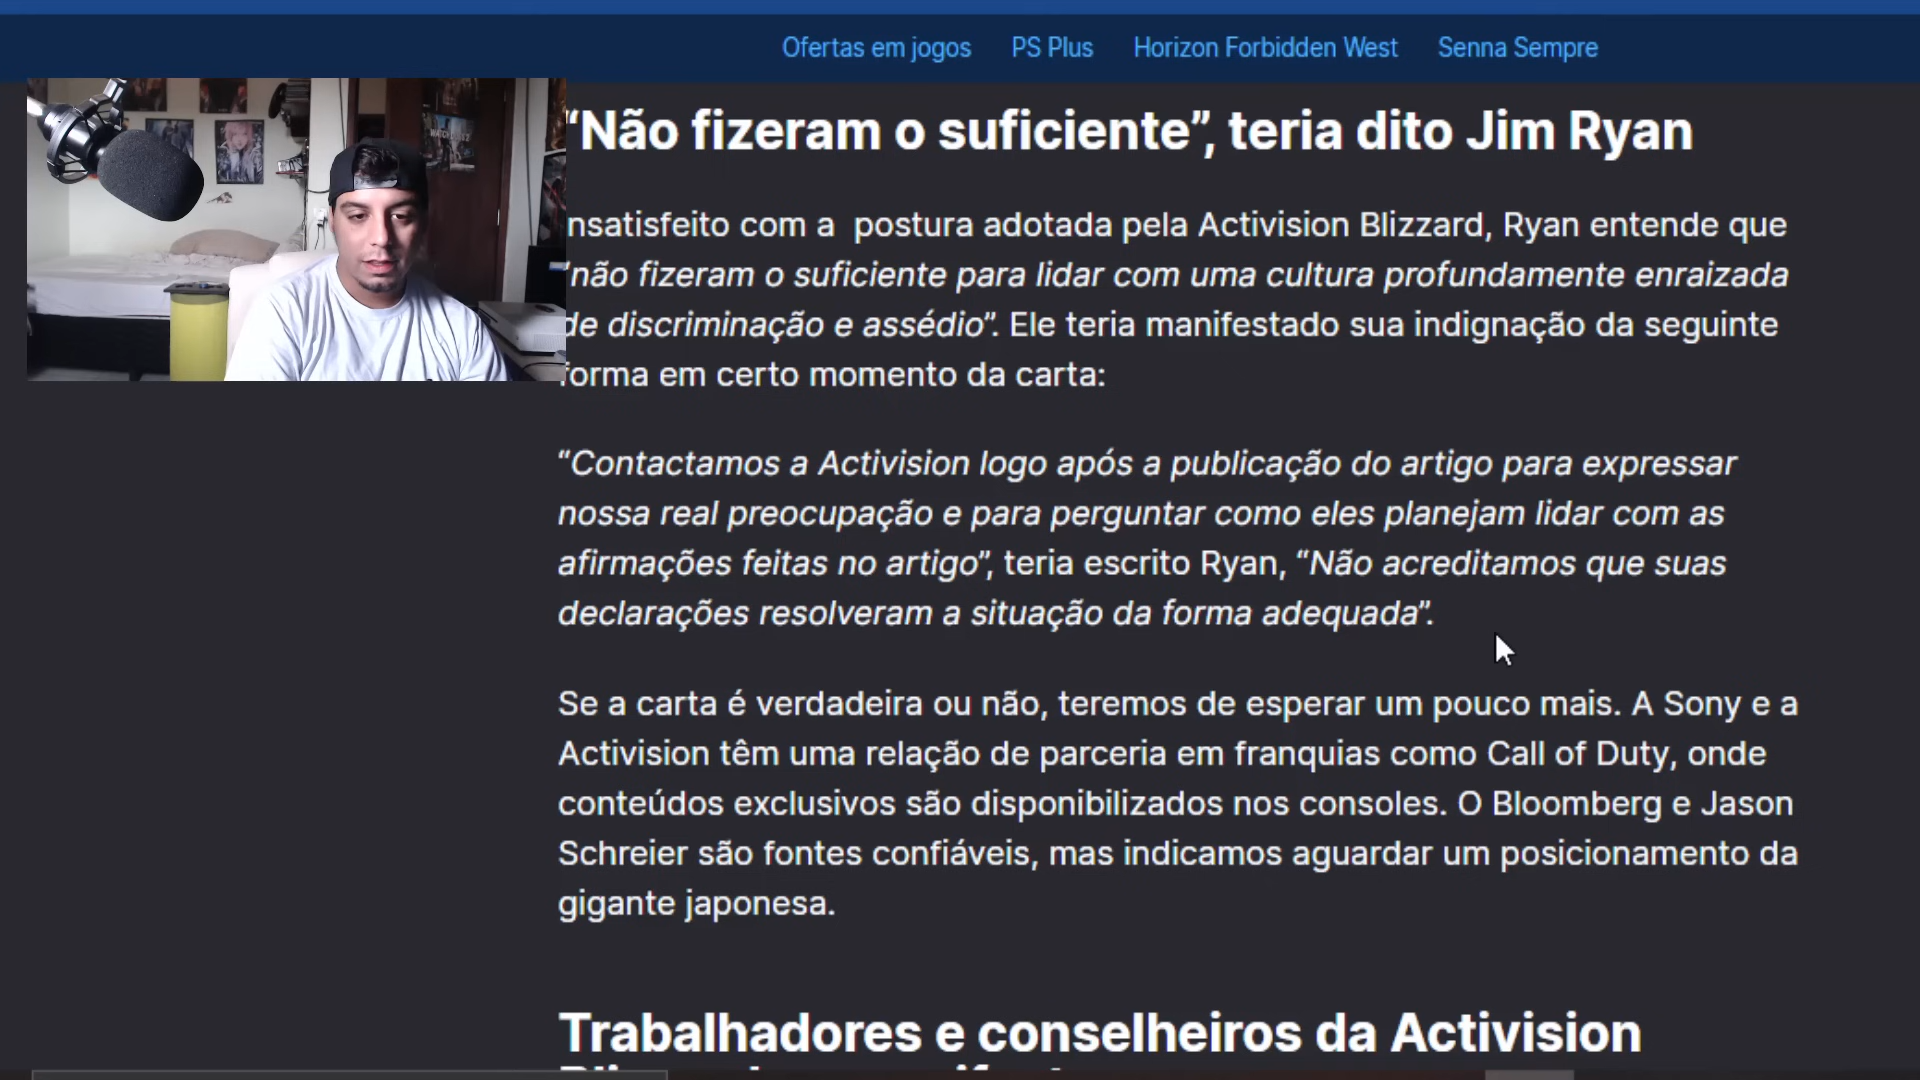 Ofertas em jogos PS Plus Horizon Forbidden West Senna Sempre
“Não fizeram o suficiente”, teria dito Jim Ryan
nsatisfeito com a postura adotada pela Activision Blizzard, Ryan entende que
“não fizeram o suficiente para lidar com uma cultura profundamente enraizada
de discriminação e assédio”. Ele teria manifestado sua indignação da seguinte
forma em certo momento da carta:
“Contactamos a Activision logo após a publicação do artigo para expressar
nossa real preocupação e para perguntar como eles planejam lidar com as
afirmações feitas no artigo”, teria escrito Ryan, “Não acreditamos que suas
declarações resolveram a situação da forma adequada”.
Se a carta é verdadeira ou não, teremos de esperar um pouco mais. A Sony e a
Activision têm uma relação de parceria em franquias como Call of Duty, onde
conteúdos exclusivos são disponibilizados nos consoles. O Bloomberg e Jason
Schreier são fontes confiáveis, mas indicamos aguardar um posicionamento da
gigante japonesa.
Trabalhadores e conselheiros da Activision